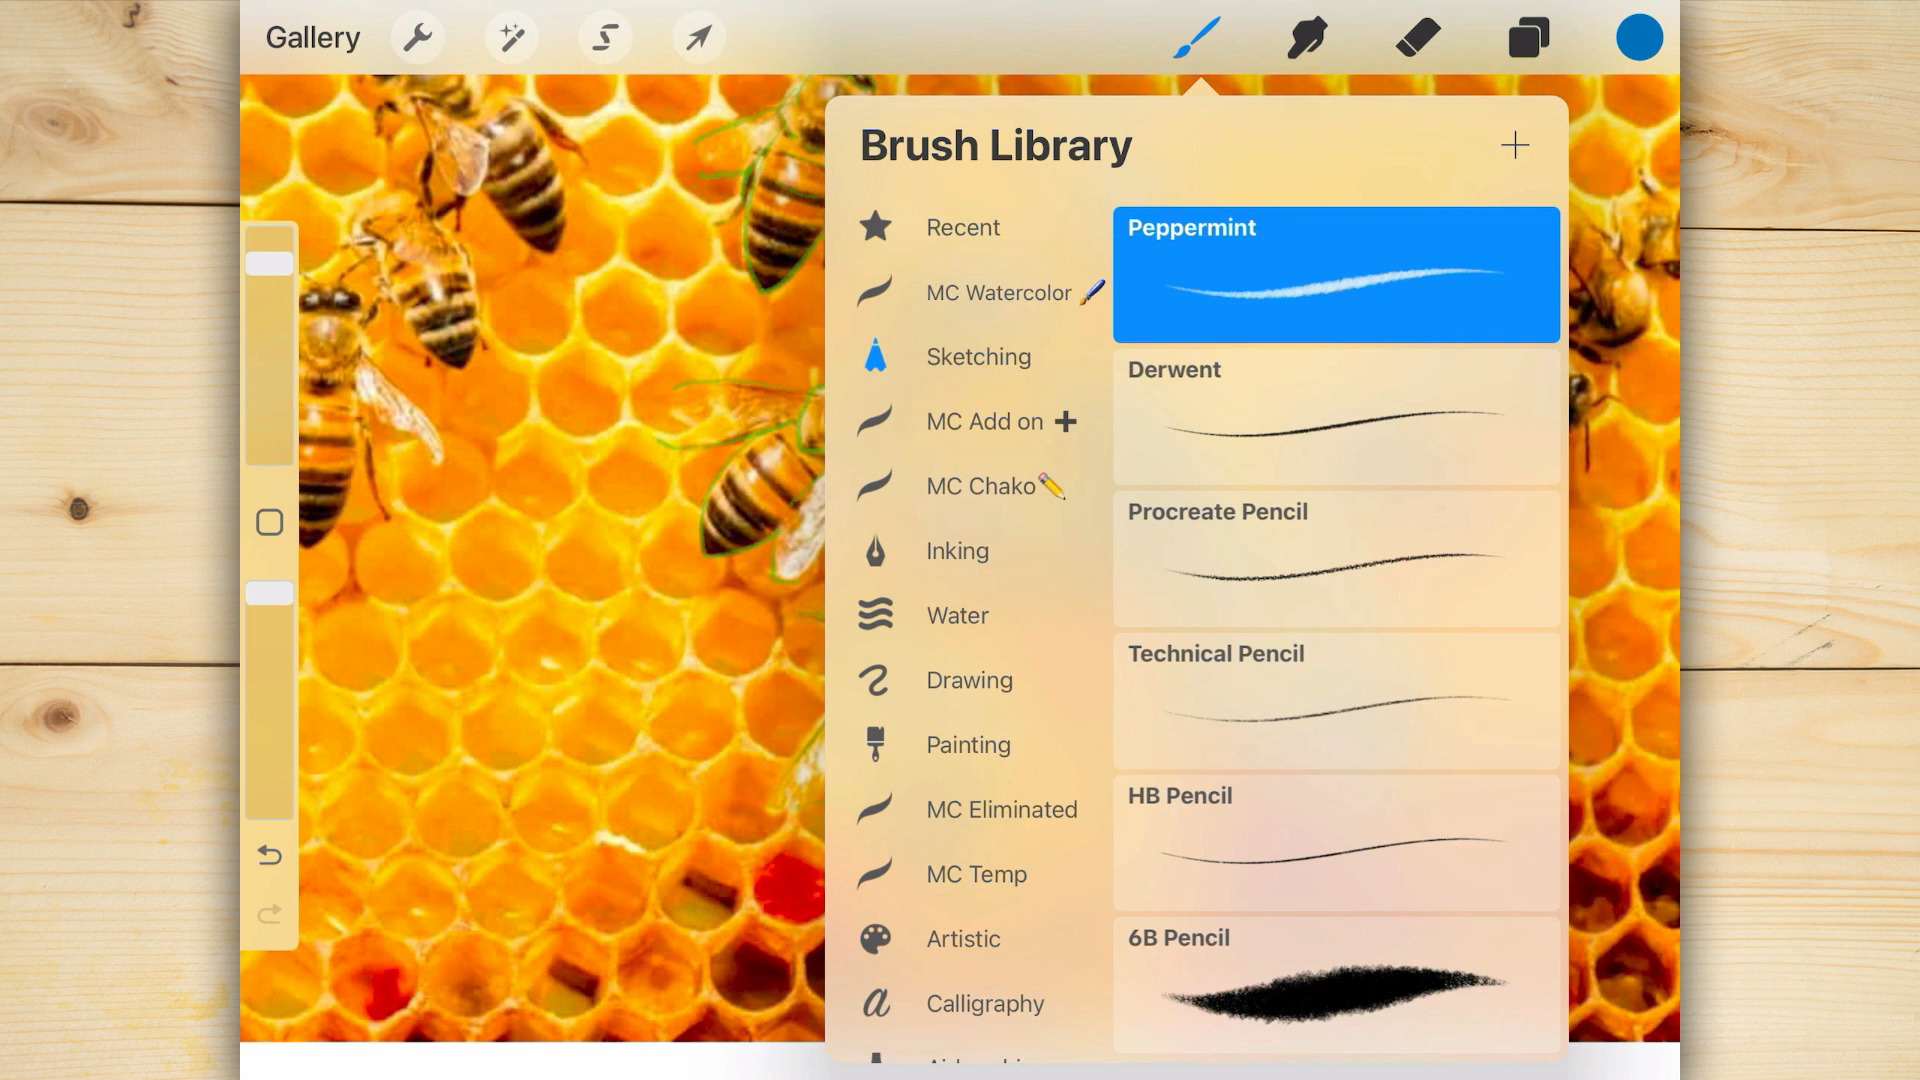 Gallery
Brush Library
Recent
MC Watercolor 🖌️
Sketching
MC Add on ➕
MC Chako✏️
Inking
Water
Drawing
Painting
MC Eliminated
MC Temp
Artistic
Calligraphy
Peppermint
Derwent
Procreate Pencil
Technical Pencil
HB Pencil
6B Pencil